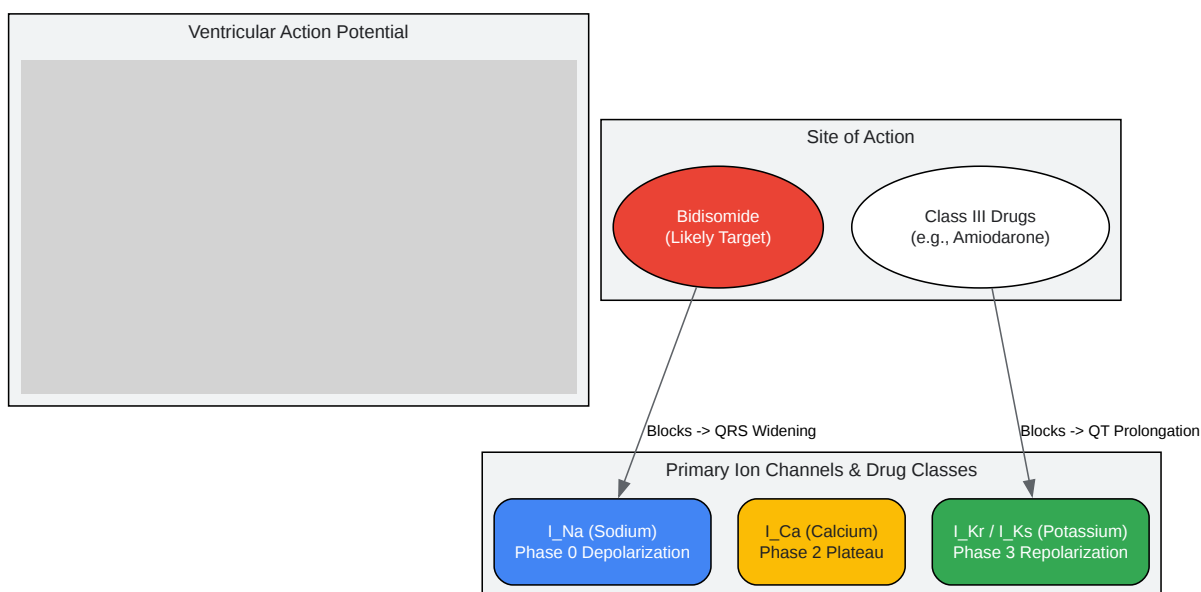 Ventricular Action Potential
Site of Action
Bidisomide
(Likely Target)
Class III Drugs
(e.g., Amiodarone)
Blocks -> QRS Widening
Blocks -> QT Prolongation
Primary Ion Channels & Drug Classes
I_Na (Sodium)
Phase 0 Depolarization
I_Ca (Calcium)
Phase 2 Plateau
I_Kr / I_Ks (Potassium)
Phase 3 Repolarization